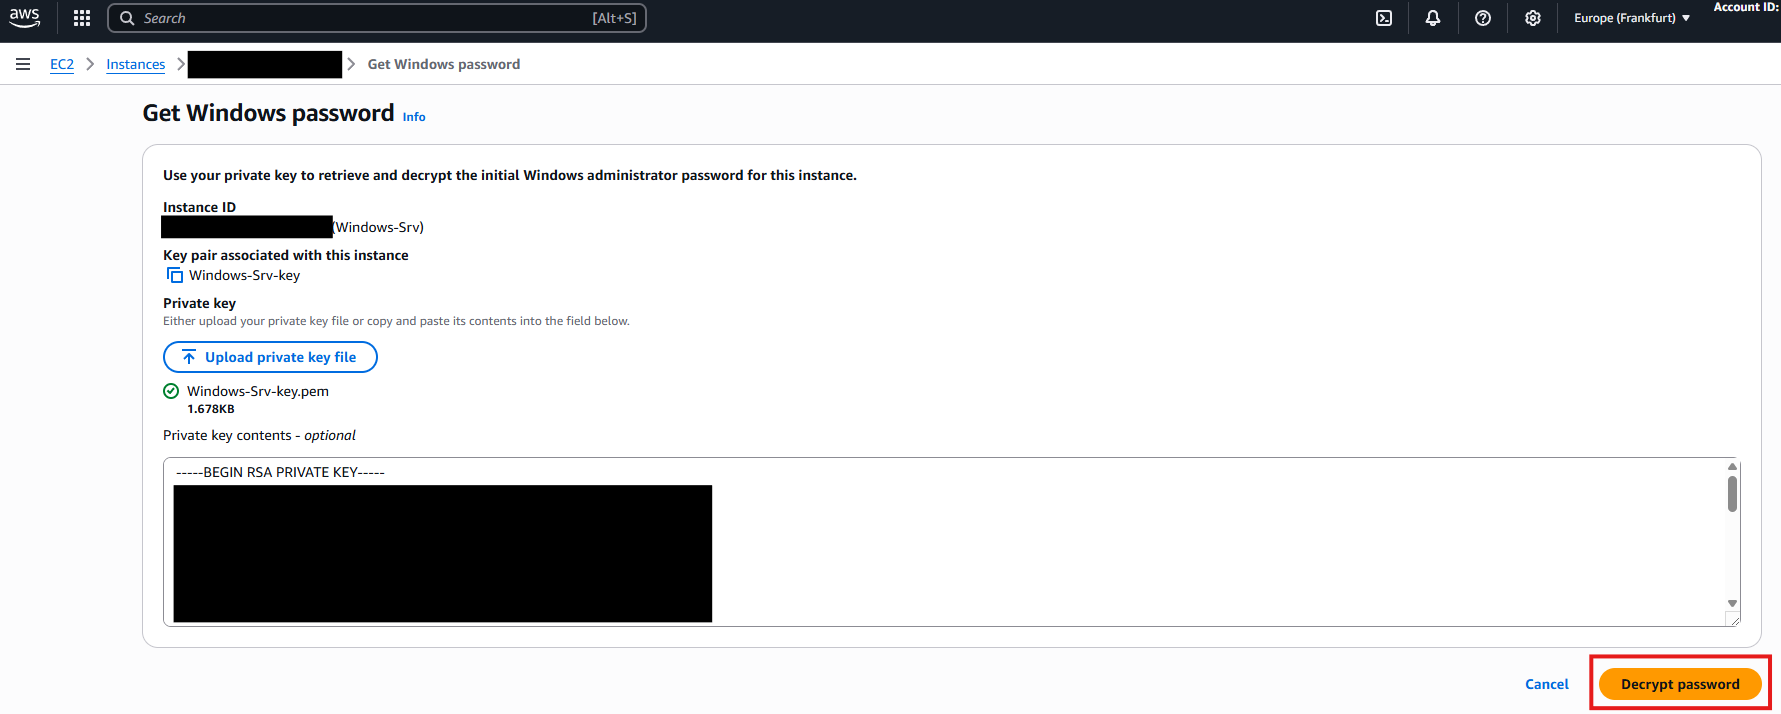 aws
Search [Alt+S]
Europe (Frankfurt)
Account ID:
EC2 Instances Get Windows password
Get Windows password Info
Use your private key to retrieve and decrypt the initial Windows administrator password for this instance.
Instance ID
(Windows-Srv)
Key pair associated with this instance
Windows-Srv-key
Private key
Either upload your private key file or copy and paste its contents into the field below.
Upload private key file
Windows-Srv-key.pem
1.678KB
Private key contents - optional
-----BEGIN RSA PRIVATE KEY-----
Cancel Decrypt password